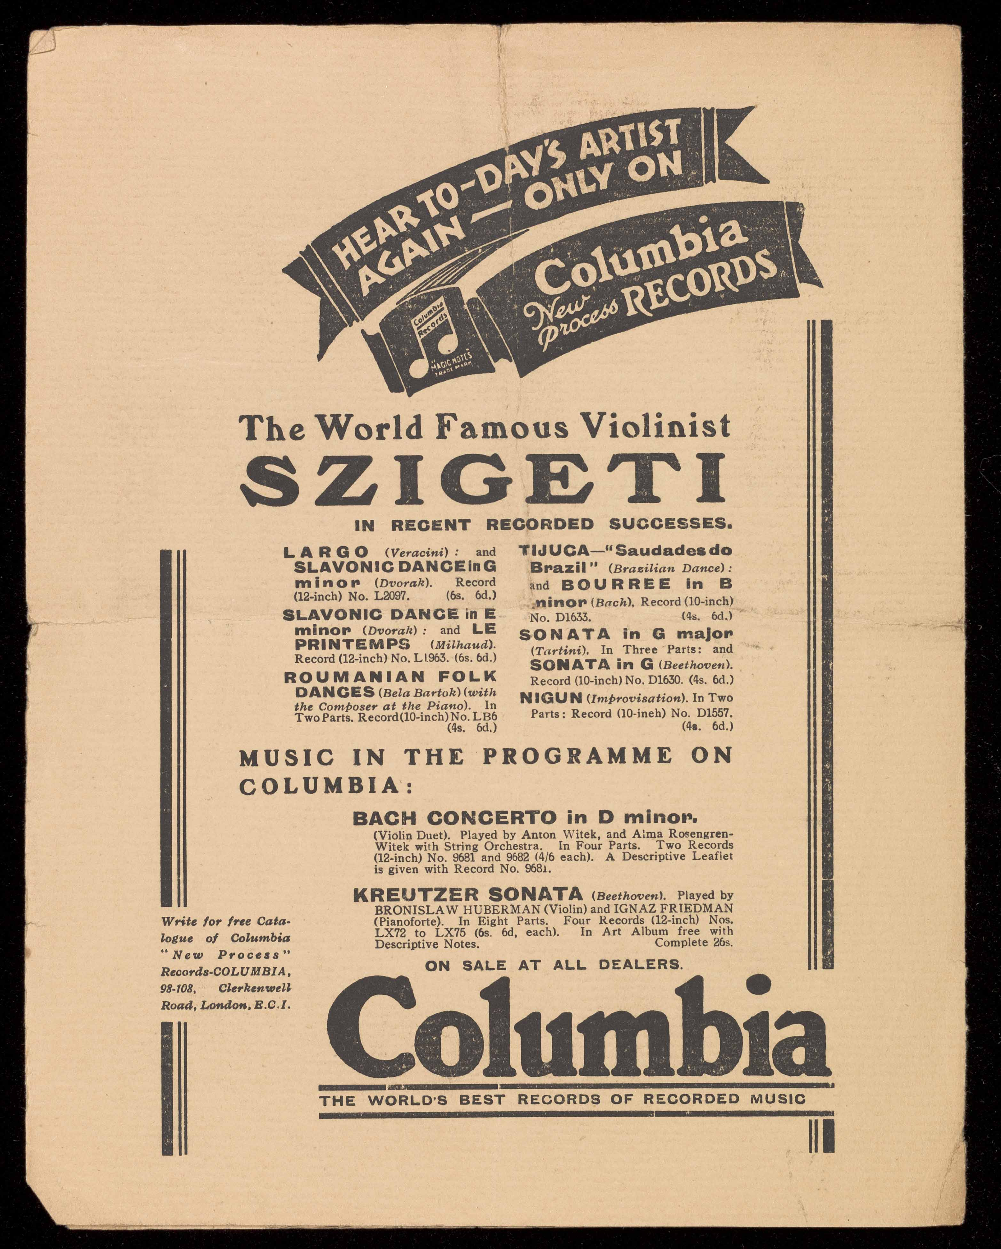 HEAR TO-DAY'S ARTIST
AGAIN — ONLY ON
Columbia
New
Process RECORDS
Columbia
Records
"MAGIC NOTES"
TRADE MARK
The World Famous Violinist
SZIGETI
IN RECENT RECORDED SUCCESSES.
LARGO (Veracini): and
SLAVONIC DANCE in G
minor (Dvorak). Record
(12-inch) No. L2097. (6s. 6d.)
SLAVONIC DANCE in E
minor (Dvorak): and LE
PRINTEMPS (Milhaud).
Record (12-inch) No. L1963. (6s. 6d.)
ROUMANIAN FOLK
DANCES (Bela Bartok) (with
the Composer at the Piano). In
Two Parts. Record (10-inch) No. LB6
(4s. 6d.)
TIJUCA—"Saudades do
Brazil" (Brazilian Dance):
and BOURREE in B
minor (Bach). Record (10-inch)
No. D1633. (4s. 6d.)
SONATA in G major
(Tartini). In Three Parts: and
SONATA in G (Beethoven).
Record (10-inch) No. D1630. (4s. 6d.)
NIGUN (Improvisation). In Two
Parts: Record (10-ineh) No. D1557.
(4s. 6d.)
MUSIC IN THE PROGRAMME ON
COLUMBIA:
BACH CONCERTO in D minor.
(Violin Duet). Played by Anton Witek, and Alma Rosengren-
Witek with String Orchestra. In Four Parts. Two Records
(12-inch) No. 9681 and 9682 (4/6 each). A Descriptive Leaflet
is given with Record No. 9681.
KREUTZER SONATA (Beethoven). Played by
BRONISLAW HUBERMAN (Violin) and IGNAZ FRIEDMAN
(Pianoforte). In Eight Parts. Four Records (12-inch) Nos.
LX72 to LX75 (6s. 6d, each). In Art Album free with
Descriptive Notes. Complete 26s.
ON SALE AT ALL DEALERS.
Write for free Cata-
logue of Columbia
"New Process"
Records-COLUMBIA,
98-108, Clerkenwell
Road, London, E.C.I.
Columbia
THE WORLD'S BEST RECORDS OF RECORDED MUSIC